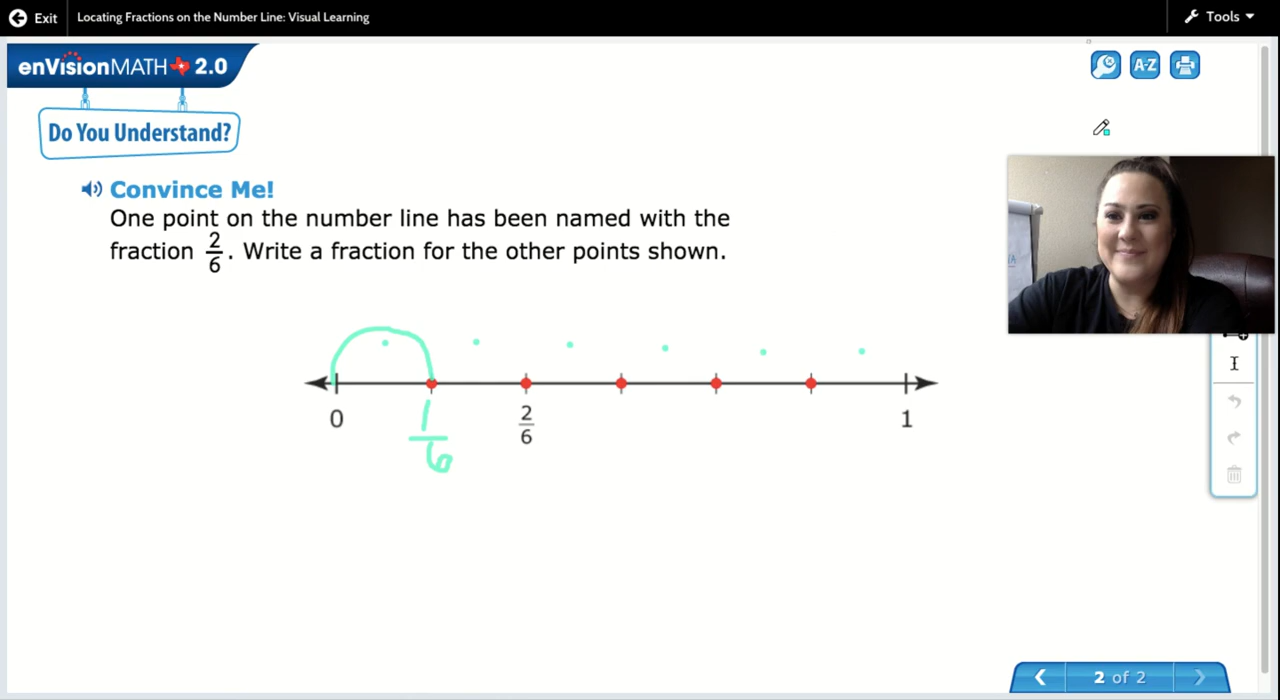 Exit Locating Fractions on the Number Line: Visual Learning Tools
enVisionMATH 2.0
A-Z
Do You Understand?
Convince Me!
One point on the number line has been named with the
fraction 2/6. Write a fraction for the other points shown.
0 1/6 2/6 1
2 of 2